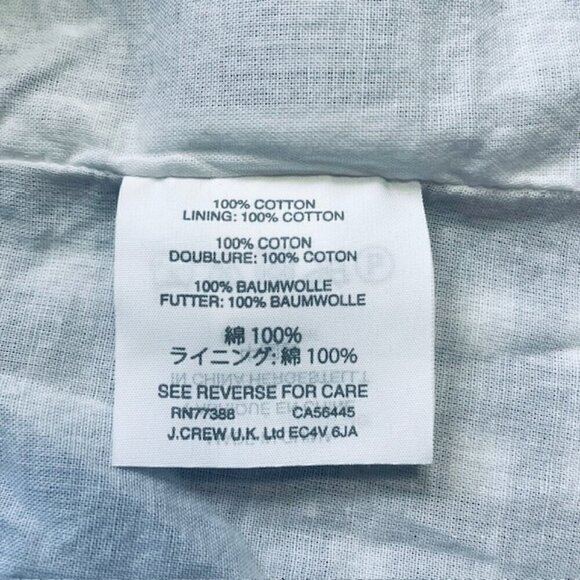 100% COTTON
LINING: 100% COTTON
100% COTON
DOUBLURE: 100% COTON
100% BAUMWOLLE
FUTTER: 100% BAUMWOLLE
綿 100%
ライニング: 綿 100%
SEE REVERSE FOR CARE
RN77388 CA56445
J.CREW U.K. Ltd EC4V 6JA